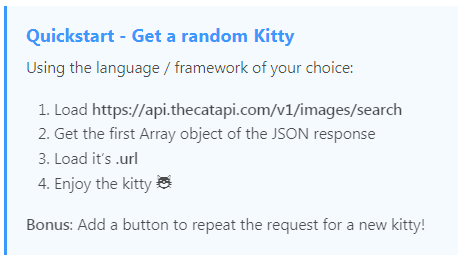 Quickstart - Get a random Kitty
Using the language / framework of your choice:
1. Load https://api.thecatapi.com/v1/images/search
2. Get the first Array object of the JSON response
3. Load it's .url
4. Enjoy the kitty 🐱
Bonus: Add a button to repeat the request for a new kitty!